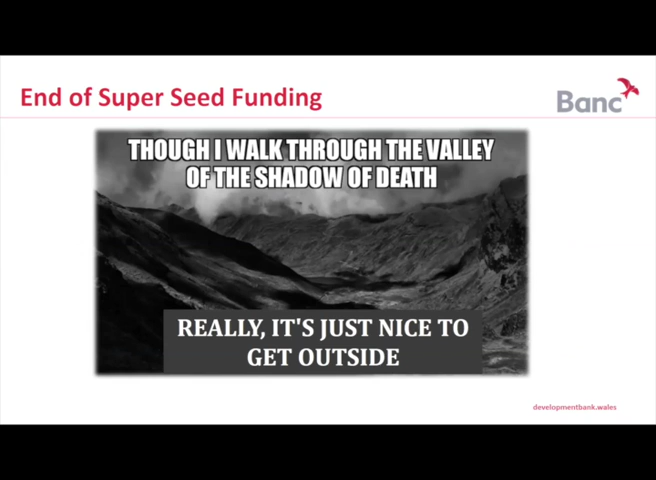 End of Super Seed Funding
Banc
THOUGH I WALK THROUGH THE VALLEY
OF THE SHADOW OF DEATH
REALLY, IT'S JUST NICE TO
GET OUTSIDE
developmentbank.wales